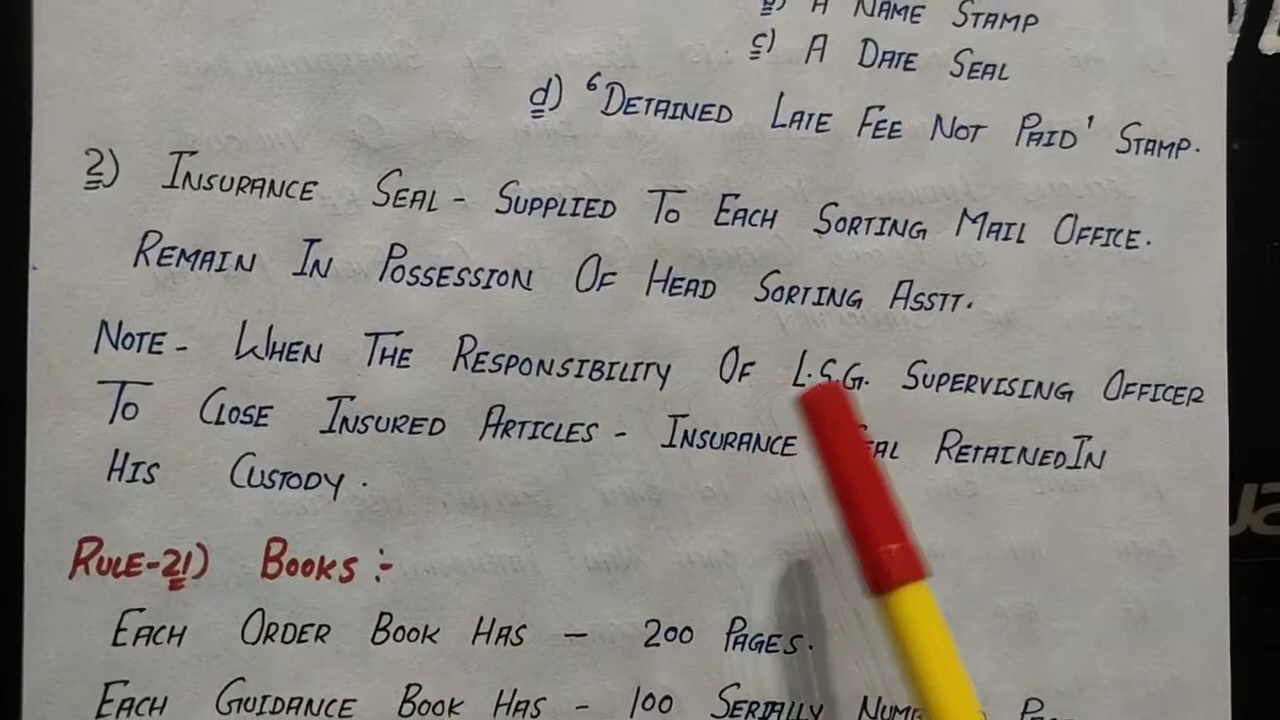 b) A NAME STAMP
c) A DATE SEAL
d) 'DETAINED LATE FEE NOT PAID' STAMP.
2) INSURANCE SEAL - SUPPLIED TO EACH SORTING MAIL OFFICE.
REMAIN IN POSSESSION OF HEAD SORTING ASSTT.
NOTE - WHEN THE RESPONSIBILITY OF L.S.G. SUPERVISING OFFICER
TO CLOSE INSURED ARTICLES - INSURANCE RETAINED IN
HIS CUSTODY.
RULE-21) BOOKS :-
EACH ORDER BOOK HAS - 200 PAGES.
EACH GUIDANCE BOOK HAS - 100 SERIALLY